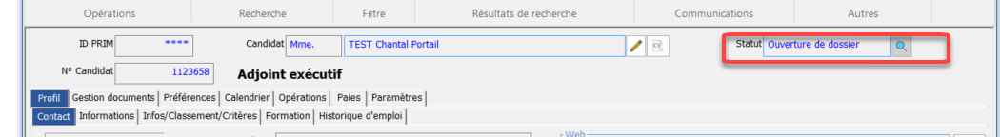 Opérations Recherche Filtre Résultats de recherche Communications Autres
ID PRIM **** Candidat Mme. TEST Chantal Portail Statut Ouverture de dossier
Nº Candidat 1123658 Adjoint exécutif
Profil Gestion documents Préférences Calendrier Opérations Paies Paramètres
Contact Informations Infos/Classement/Critères Formation Historique d'emploi
Web